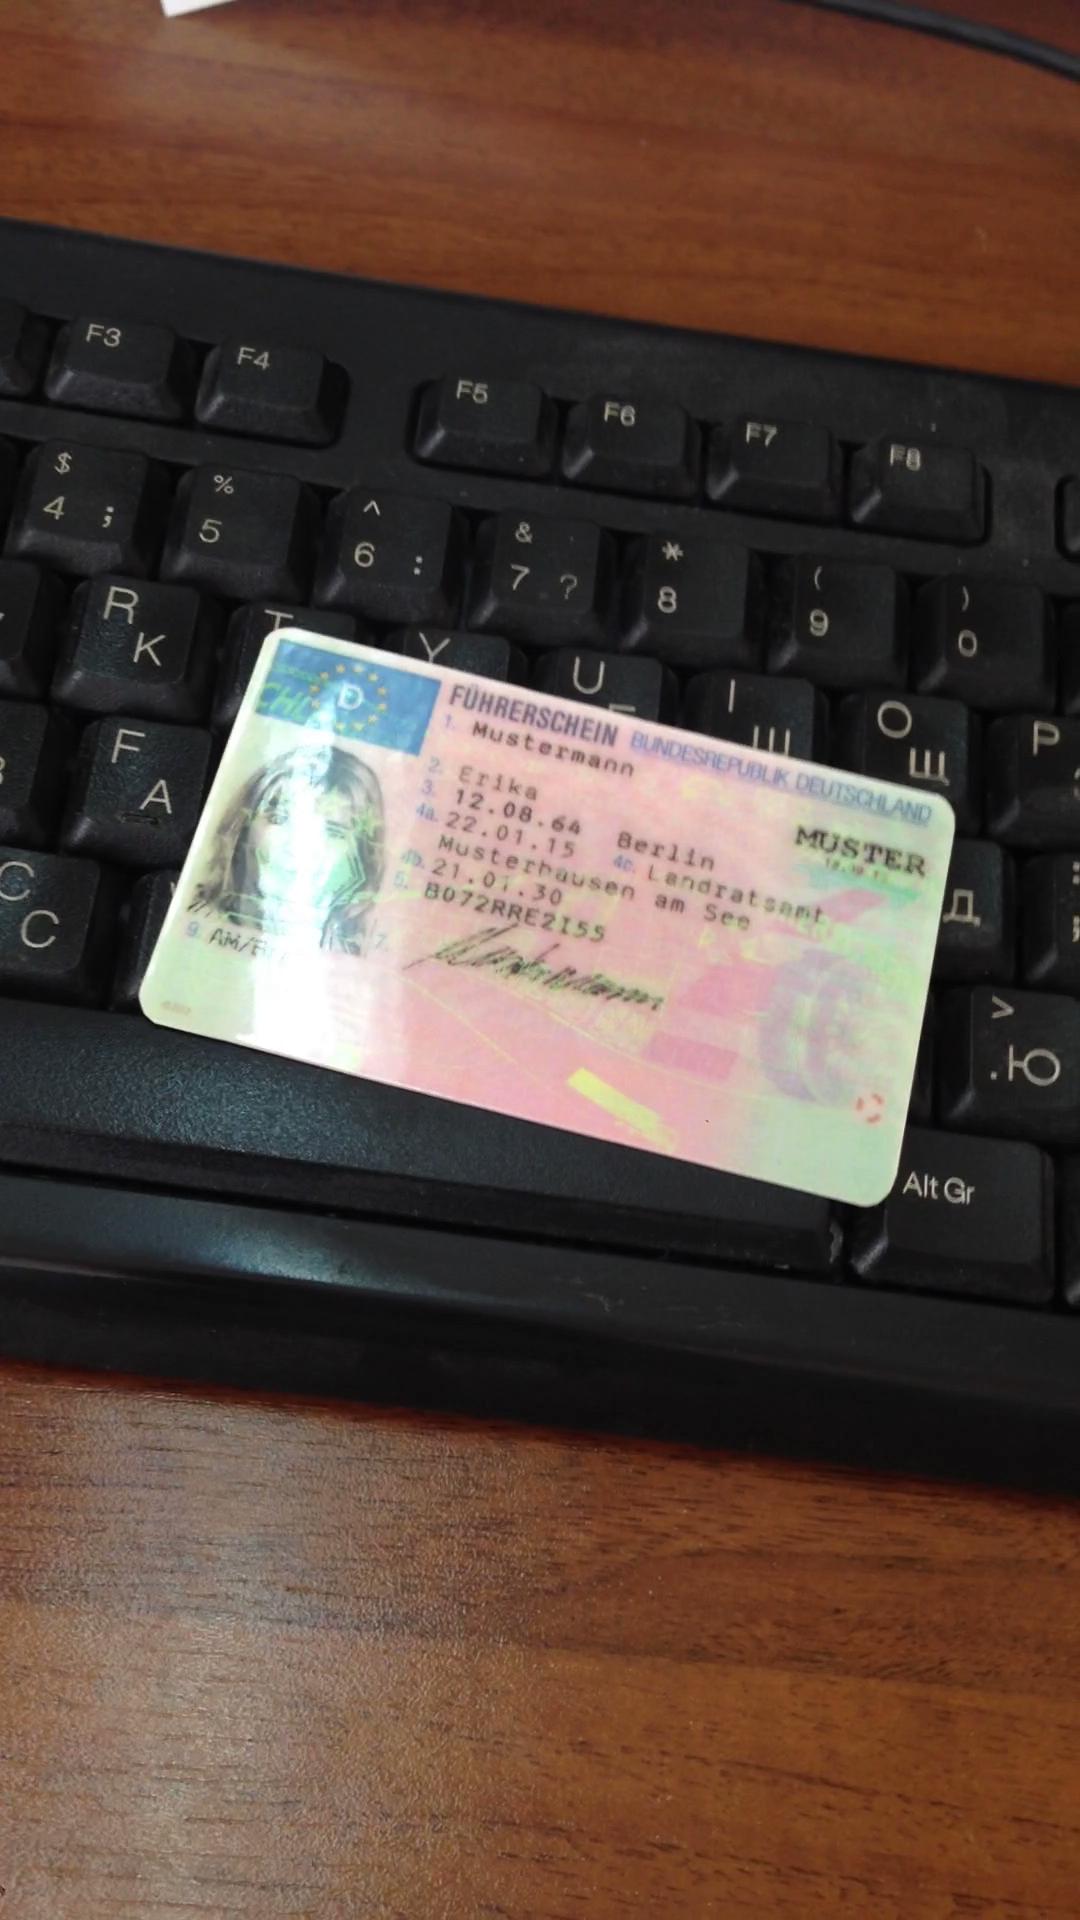 F3 F4 F5 F6 F7 F8
$ % ^ & * ( )
4 ; 5 6 : 7 ? 8 9 0
R K T Y U I O Щ P
F A
C C
Д
> . Ю
Alt Gr
D
FÜHRERSCHEIN BUNDESREPUBLIK DEUTSCHLAND
1. Mustermann
2. Erika
3. 12.08.64 Berlin
MUSTER
4a. 22.01.15 4c. Landratsamt
Musterhausen am See
4b. 21.01.30
5. B072RRE2I55
7.
9. AM/B